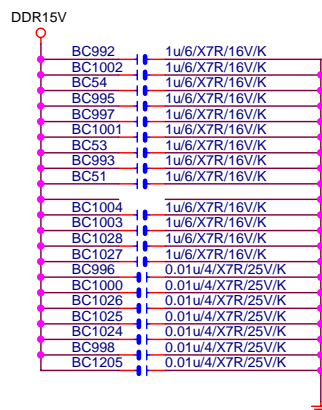 DDR15V
BC992 1u/6/X7R/16V/K
BC1002 1u/6/X7R/16V/K
BC54 1u/6/X7R/16V/K
BC995 1u/6/X7R/16V/K
BC997 1u/6/X7R/16V/K
BC1001 1u/6/X7R/16V/K
BC53 1u/6/X7R/16V/K
BC993 1u/6/X7R/16V/K
BC51 1u/6/X7R/16V/K
BC1004 1u/6/X7R/16V/K
BC1003 1u/6/X7R/16V/K
BC1028 1u/6/X7R/16V/K
BC1027 1u/6/X7R/16V/K
BC996 0.01u/4/X7R/25V/K
BC1000 0.01u/4/X7R/25V/K
BC1026 0.01u/4/X7R/25V/K
BC1025 0.01u/4/X7R/25V/K
BC1024 0.01u/4/X7R/25V/K
BC998 0.01u/4/X7R/25V/K
BC1205 0.01u/4/X7R/25V/K